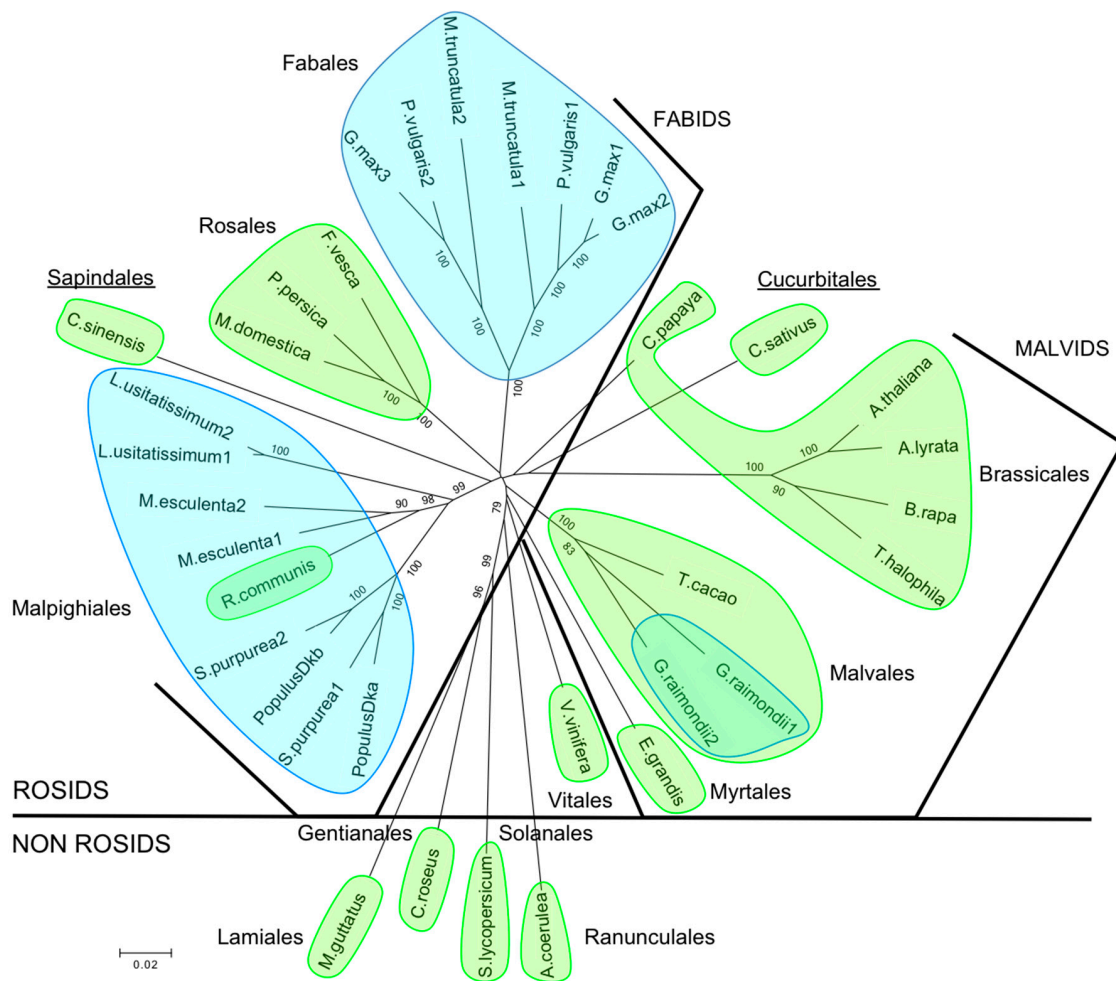 Fabales
M.truncatula2
M.truncatula1
P.vulgaris1
P.vulgaris2
G.max3
G.max1
G.max2
100
100
100
100
100
100
FABIDS
Rosales
F.vesca
P.persica
M.domestica
100
100
Sapindales
C.sinensis
Cucurbitales
C.papaya
C.sativus
MALVIDS
A.thaliana
A.lyrata
Brassicales
B.rapa
T.halophila
100
100
90
L.usitatissimum2
L.usitatissimum1
M.esculenta2
M.esculenta1
R.communis
Malpighiales
S.purpurea2
PopulusDkb
S.purpurea1
PopulusDka
100
90
98
99
100
100
100
79
99
96
100
83
T.cacao
G.raimondii1
G.raimondii2
Malvales
V.vinifera
Vitales
E.grandis
Myrtales
ROSIDS
NON ROSIDS
Gentianales
Solanales
C.roseus
M.guttatus
Lamiales
S.lycopersicum
A.coerulea
Ranunculales
0.02